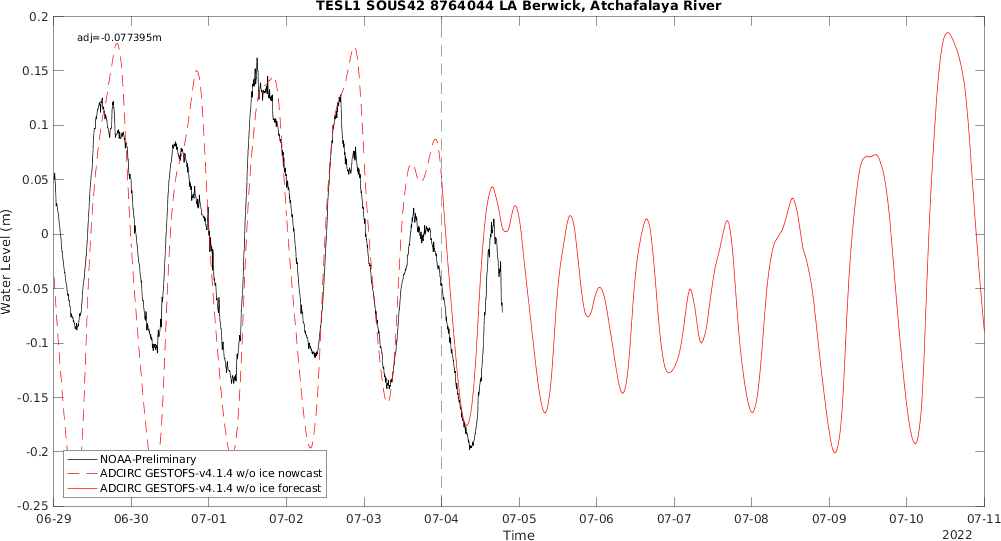 TESL1 SOUS42 8764044 LA Berwick, Atchafalaya River
adj=-0.077395m
0.2
0.15
0.1
0.05
0
-0.05
-0.1
-0.15
-0.2
-0.25
Water Level (m)
NOAA-Preliminary
ADCIRC GESTOFS-v4.1.4 w/o ice nowcast
ADCIRC GESTOFS-v4.1.4 w/o ice forecast
06-29 06-30 07-01 07-02 07-03 07-04 07-05 07-06 07-07 07-08 07-09 07-10 07-11
Time
2022